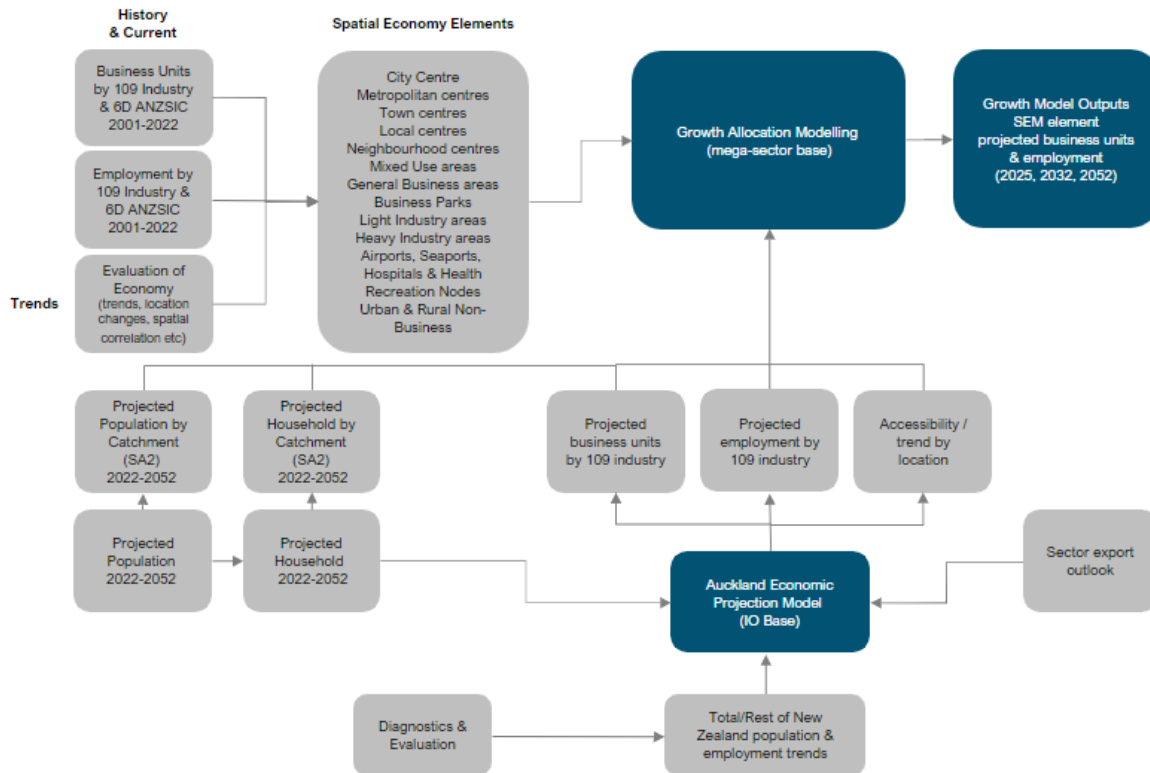 History
& Current
Spatial Economy Elements
Business Units
by 109 Industry
& 6D ANZSIC
2001-2022
Employment by
109 Industry &
6D ANZSIC
2001-2022
Trends
Evaluation of
Economy
(trends, location
changes, spatial
correlation etc)
City Centre
Metropolitan centres
Town centres
Local centres
Neighbourhood centres
Mixed Use areas
General Business areas
Business Parks
Light Industry areas
Heavy Industry areas
Airports, Seaports,
Hospitals & Health
Recreation Nodes
Urban & Rural Non-
Business
Growth Allocation Modelling
(mega-sector base)
Growth Model Outputs
SEM element
projected business units
& employment
(2025, 2032, 2052)
Projected
Population by
Catchment
(SA2)
2022-2052
Projected
Household by
Catchment
(SA2)
2022-2052
Projected
business units
by 109 industry
Projected
employment by
109 industry
Accessibility /
trend by
location
Projected
Population
2022-2052
Projected
Household
2022-2052
Auckland Economic
Projection Model
(IO Base)
Sector export
outlook
Diagnostics &
Evaluation
Total/Rest of New
Zealand population &
employment trends